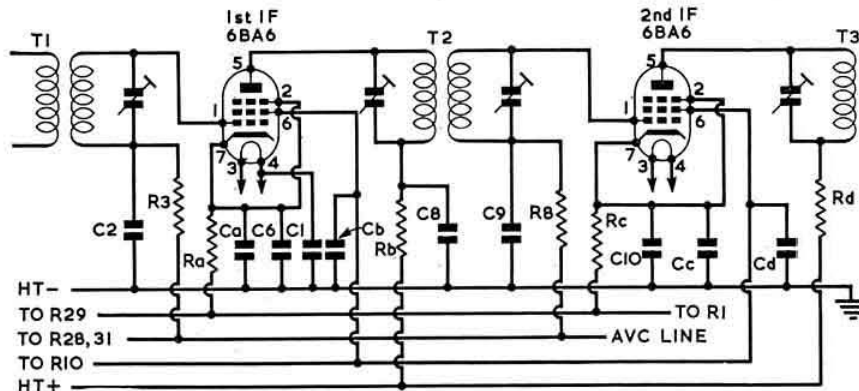 1st IF
6BA6
2nd IF
6BA6
T1
T2
T3
5
2
1
6
7
3
4
5
2
1
6
7
3
4
R3
C2
Ra
Ca
C6
C1
Cb
Rb
C8
C9
R8
Rc
C10
Cc
Cd
Rd
HT-
TO R29
TO R1
TO R28,31
AVC LINE
TO R10
HT+